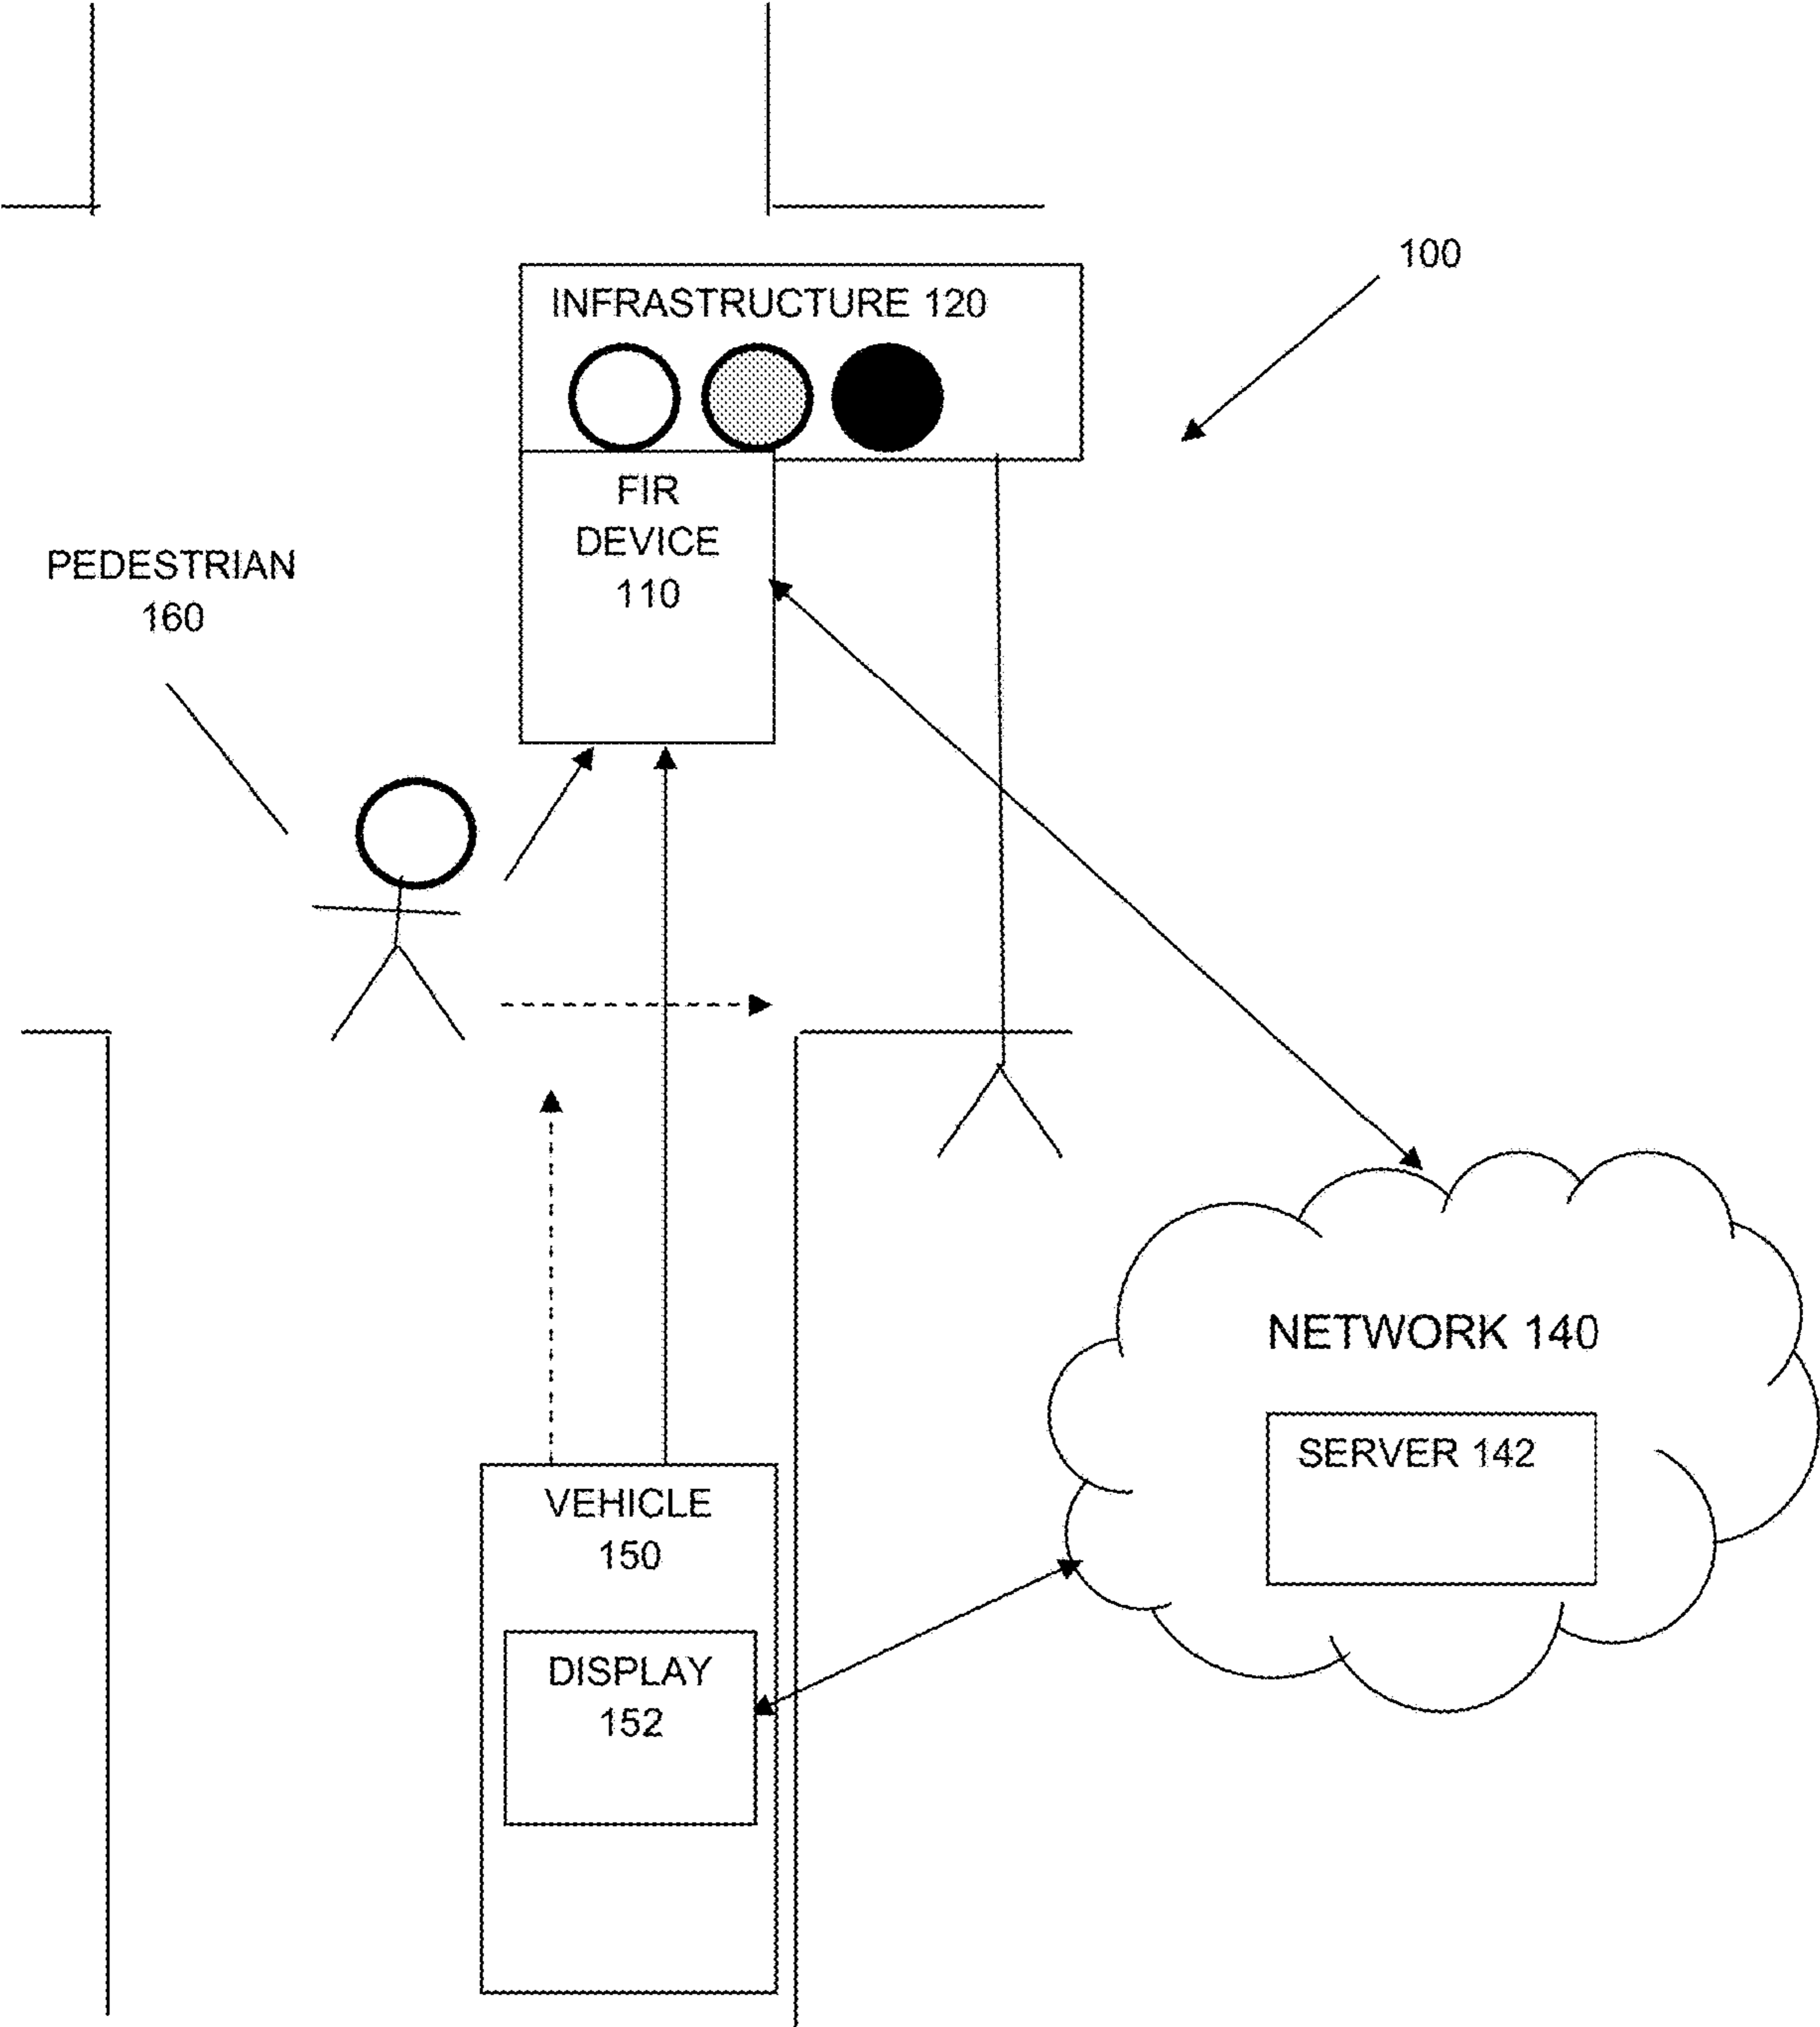 100
INFRASTRUCTURE 120
FIR
DEVICE
110
PEDESTRIAN
160
NETWORK 140
SERVER 142
VEHICLE
150
DISPLAY
152